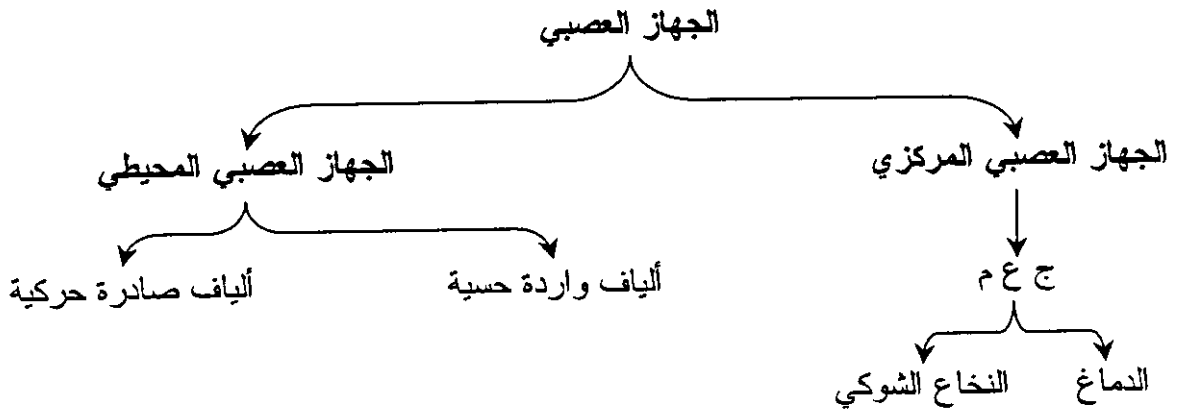 الجهاز العصبي
الجهاز العصبي المركزي
الجهاز العصبي المحيطي
ج ع م
ألياف واردة حسية
ألياف صادرة حركية
الدماغ
النخاع الشوكي